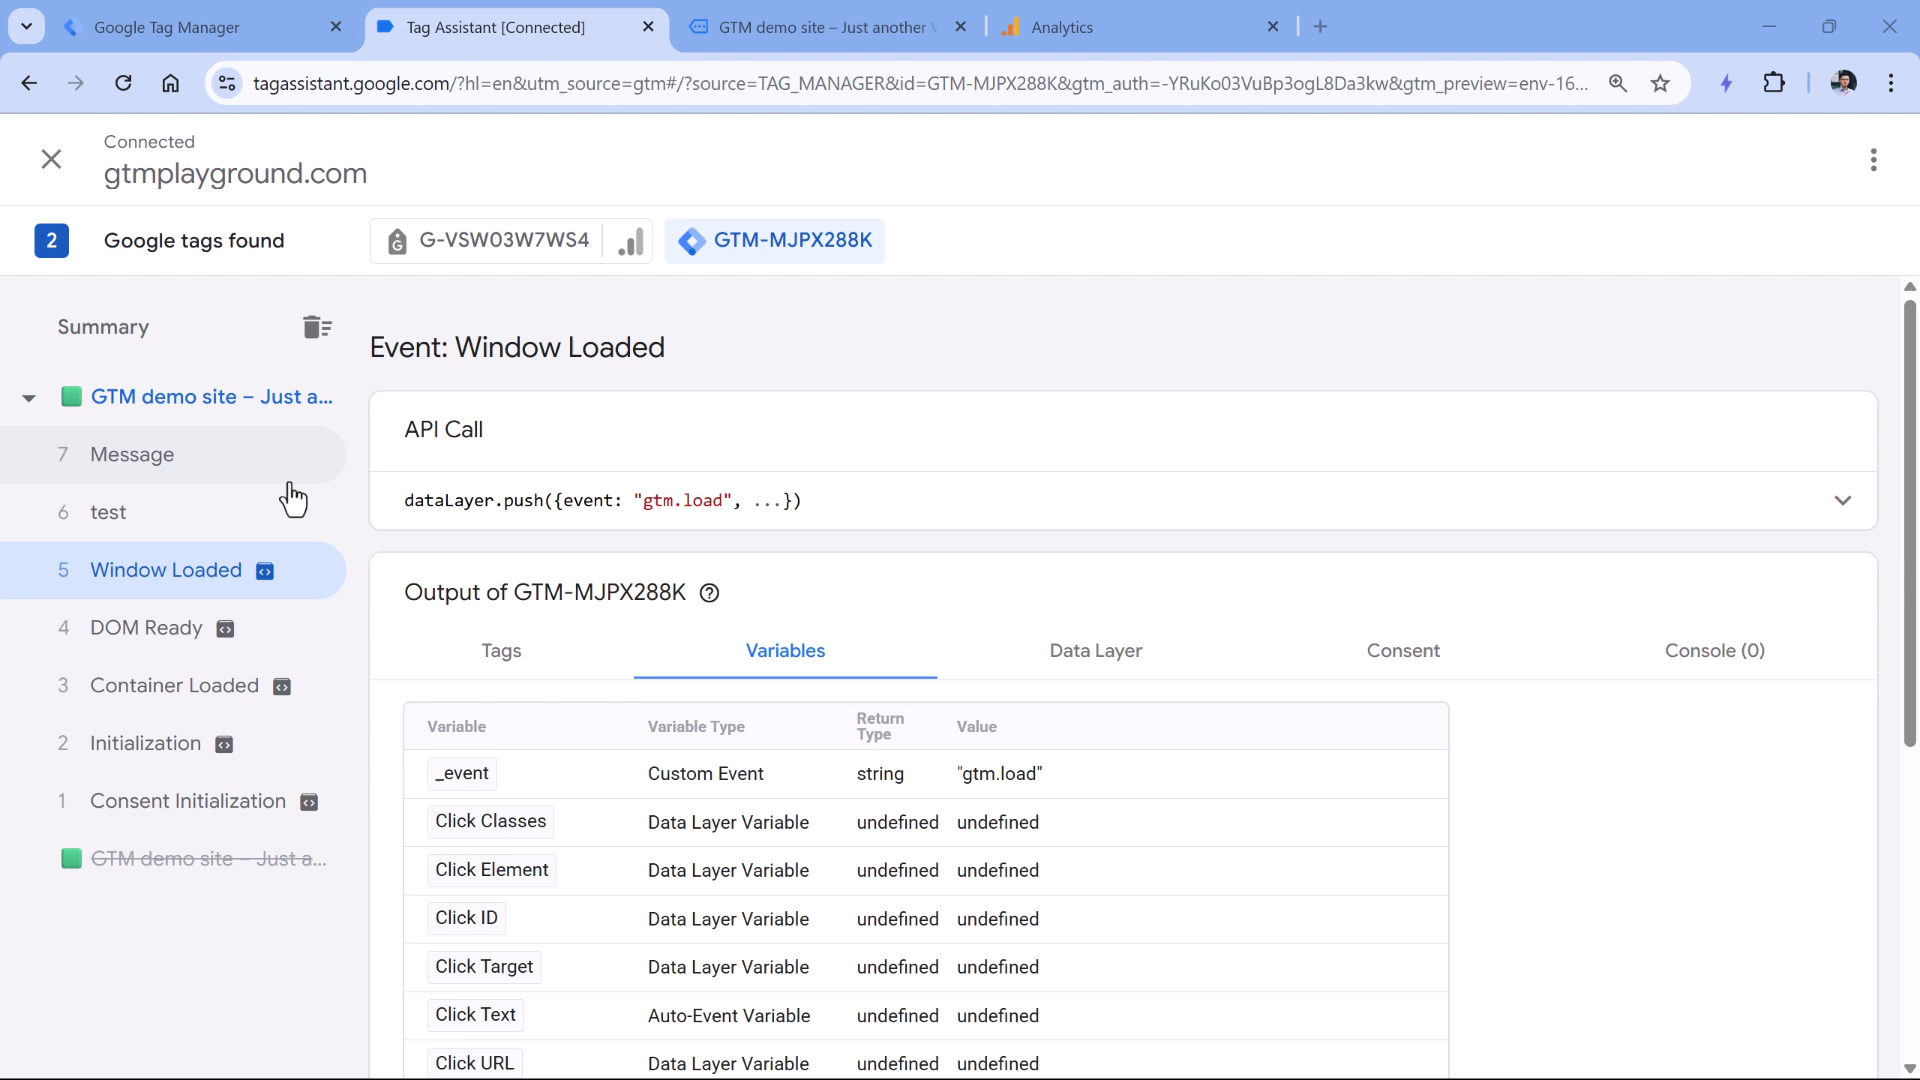 Google Tag Manager
Tag Assistant [Connected]
GTM demo site – Just another
Analytics
tagassistant.google.com/?hl=en&utm_source=gtm#/?source=TAG_MANAGER&id=GTM-MJPX288K&gtm_auth=-YRuKo03VuBp3ogL8Da3kw&gtm_preview=env-16...
Connected
gtmplayground.com
2 Google tags found G-VSW03W7WS4 GTM-MJPX288K
Summary
GTM demo site – Just a...
7 Message
6 test
5 Window Loaded
4 DOM Ready
3 Container Loaded
2 Initialization
1 Consent Initialization
GTM demo site – Just a...
Event: Window Loaded
API Call
dataLayer.push({event: "gtm.load", ...})
Output of GTM-MJPX288K
Tags Variables Data Layer Consent Console (0)
Variable Variable Type Return Type Value
_event Custom Event string "gtm.load"
Click Classes Data Layer Variable undefined undefined
Click Element Data Layer Variable undefined undefined
Click ID Data Layer Variable undefined undefined
Click Target Data Layer Variable undefined undefined
Click Text Auto-Event Variable undefined undefined
Click URL Data Layer Variable undefined undefined